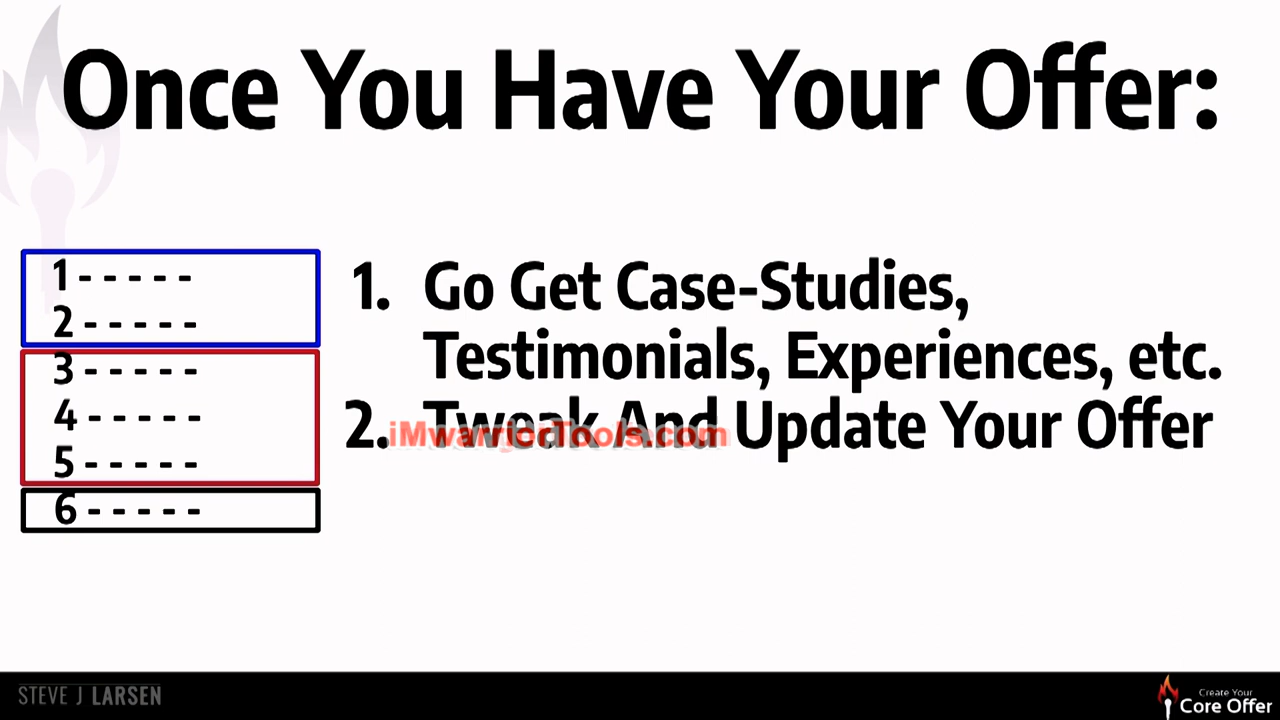 Once You Have Your Offer:
1 - - - - -
2 - - - - -
3 - - - - -
4 - - - - -
5 - - - - -
6 - - - - -
1. Go Get Case-Studies,
Testimonials, Experiences, etc.
2. Tweak And Update Your Offer
iMwarriorTools.com
STEVE J LARSEN
Create Your
Core Offer